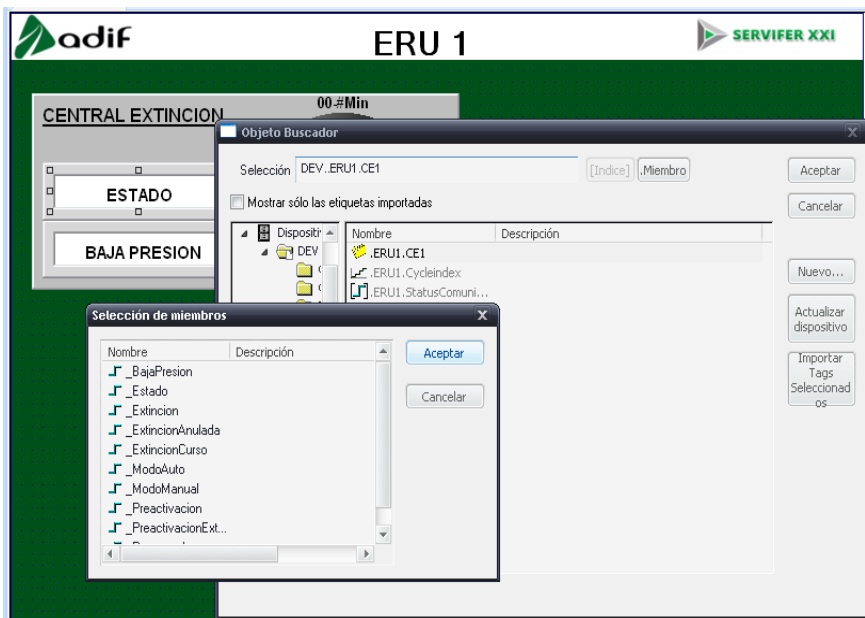 adif
ERU 1
SERVIFER XXI
CENTRAL EXTINCION
00-#Min
ESTADO
BAJA PRESION
Objeto Buscador
Selección DEV..ERU1.CE1 [Indice] .Miembro
Mostrar sólo las etiquetas importadas
Dispositi
DEV
Nombre Descripción
.ERU1.CE1
.ERU1.Cycleindex
.ERU1.StatusComuni...
Aceptar
Cancelar
Nuevo...
Actualizar
dispositivo
Importar
Tags
Seleccionad
os
Selección de miembros
Nombre Descripción
_BajaPresion
_Estado
_Extincion
_ExtincionAnulada
_ExtincionCurso
_ModoAuto
_ModoManual
_Preactivacion
_PreactivacionExt...
Aceptar
Cancelar